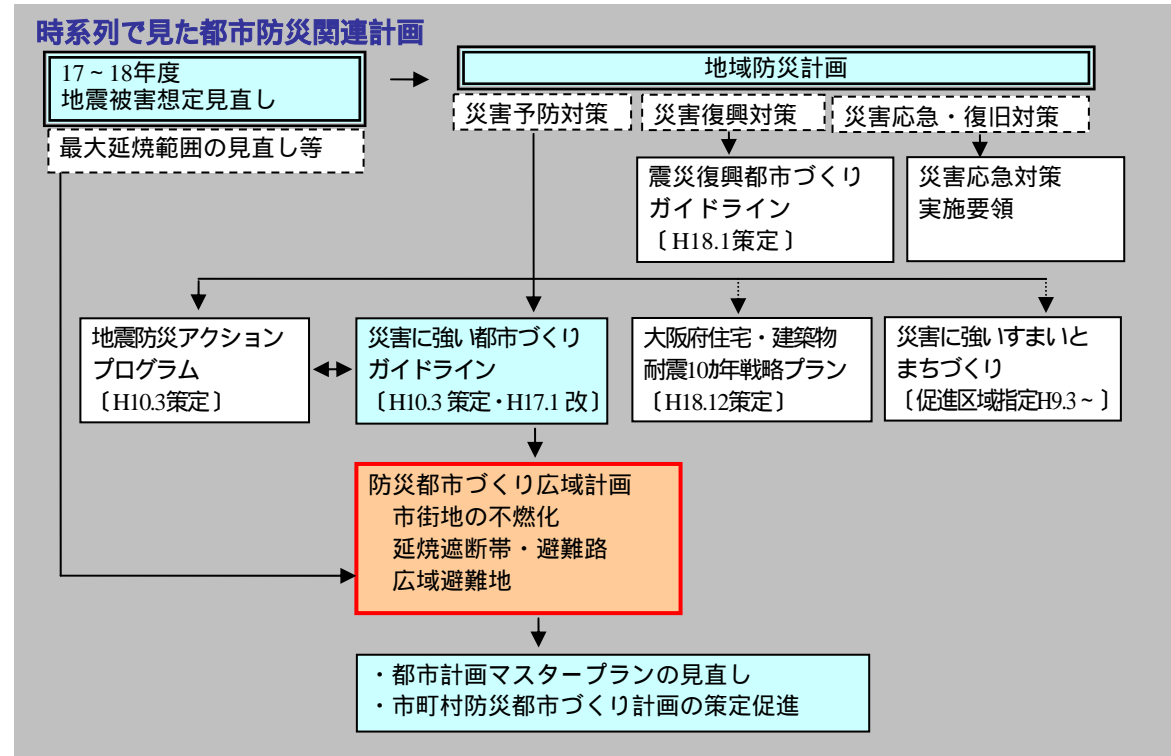 時系列で見た都市防災関連計画
17~18年度
地震被害想定見直し
最大延焼範囲の見直し等
地域防災計画
災害予防対策
災害復興対策
災害応急・復旧対策
震災復興都市づくり
ガイドライン
〔H18.1策定〕
災害応急対策
実施要領
地震防災アクション
プログラム
〔H10.3策定〕
災害に強い都市づくり
ガイドライン
〔H10.3 策定・H17.1 改〕
大阪府住宅・建築物
耐震10カ年戦略プラン
〔H18.12策定〕
災害に強いすまいと
まちづくり
〔促進区域指定H9.3~〕
防災都市づくり広域計画
市街地の不燃化
延焼遮断帯・避難路
広域避難地
・都市計画マスタープランの見直し
・市町村防災都市づくり計画の策定促進